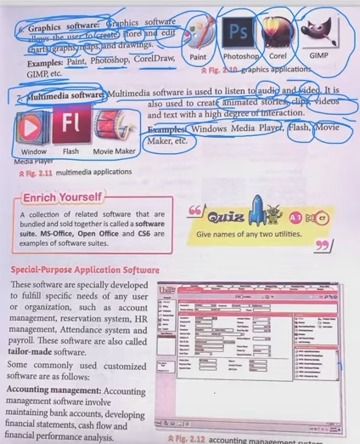 6. Graphics software: Graphics software
allows the user to create, store and edit
charts, graphs, maps, and drawings.
Examples: Paint, Photoshop, CorelDraw,
GIMP, etc.
Ps
Paint Photoshop Corel GIMP
Fig. 2.10 graphics applications
7. Multimedia software: Multimedia software is used to listen to audio and video. It is
also used to create animated stories, clips, videos
and text with a high degree of interaction.
Examples: Windows Media Player, Flash, Movie
Maker, etc.
Fl
Window Flash Movie Maker
Media Player
Fig. 2.11 multimedia applications
Enrich Yourself
A collection of related software that are
bundled and sold together is called a software
suite. MS-Office, Open Office and CS6 are
examples of software suites.
Quiz
Give names of any two utilities.
Special-Purpose Application Software
These software are specially developed
to fulfill specific needs of any user
or organization, such as account
management, reservation system, HR
management, Attendance system and
payroll. These software are also called
tailor-made software.
Some commonly used customized
software are as follows:
Accounting management: Accounting
management software involve
maintaining bank accounts, developing
financial statements, cash flow and
financial performance analysis.
Fig. 2.12 accounting management